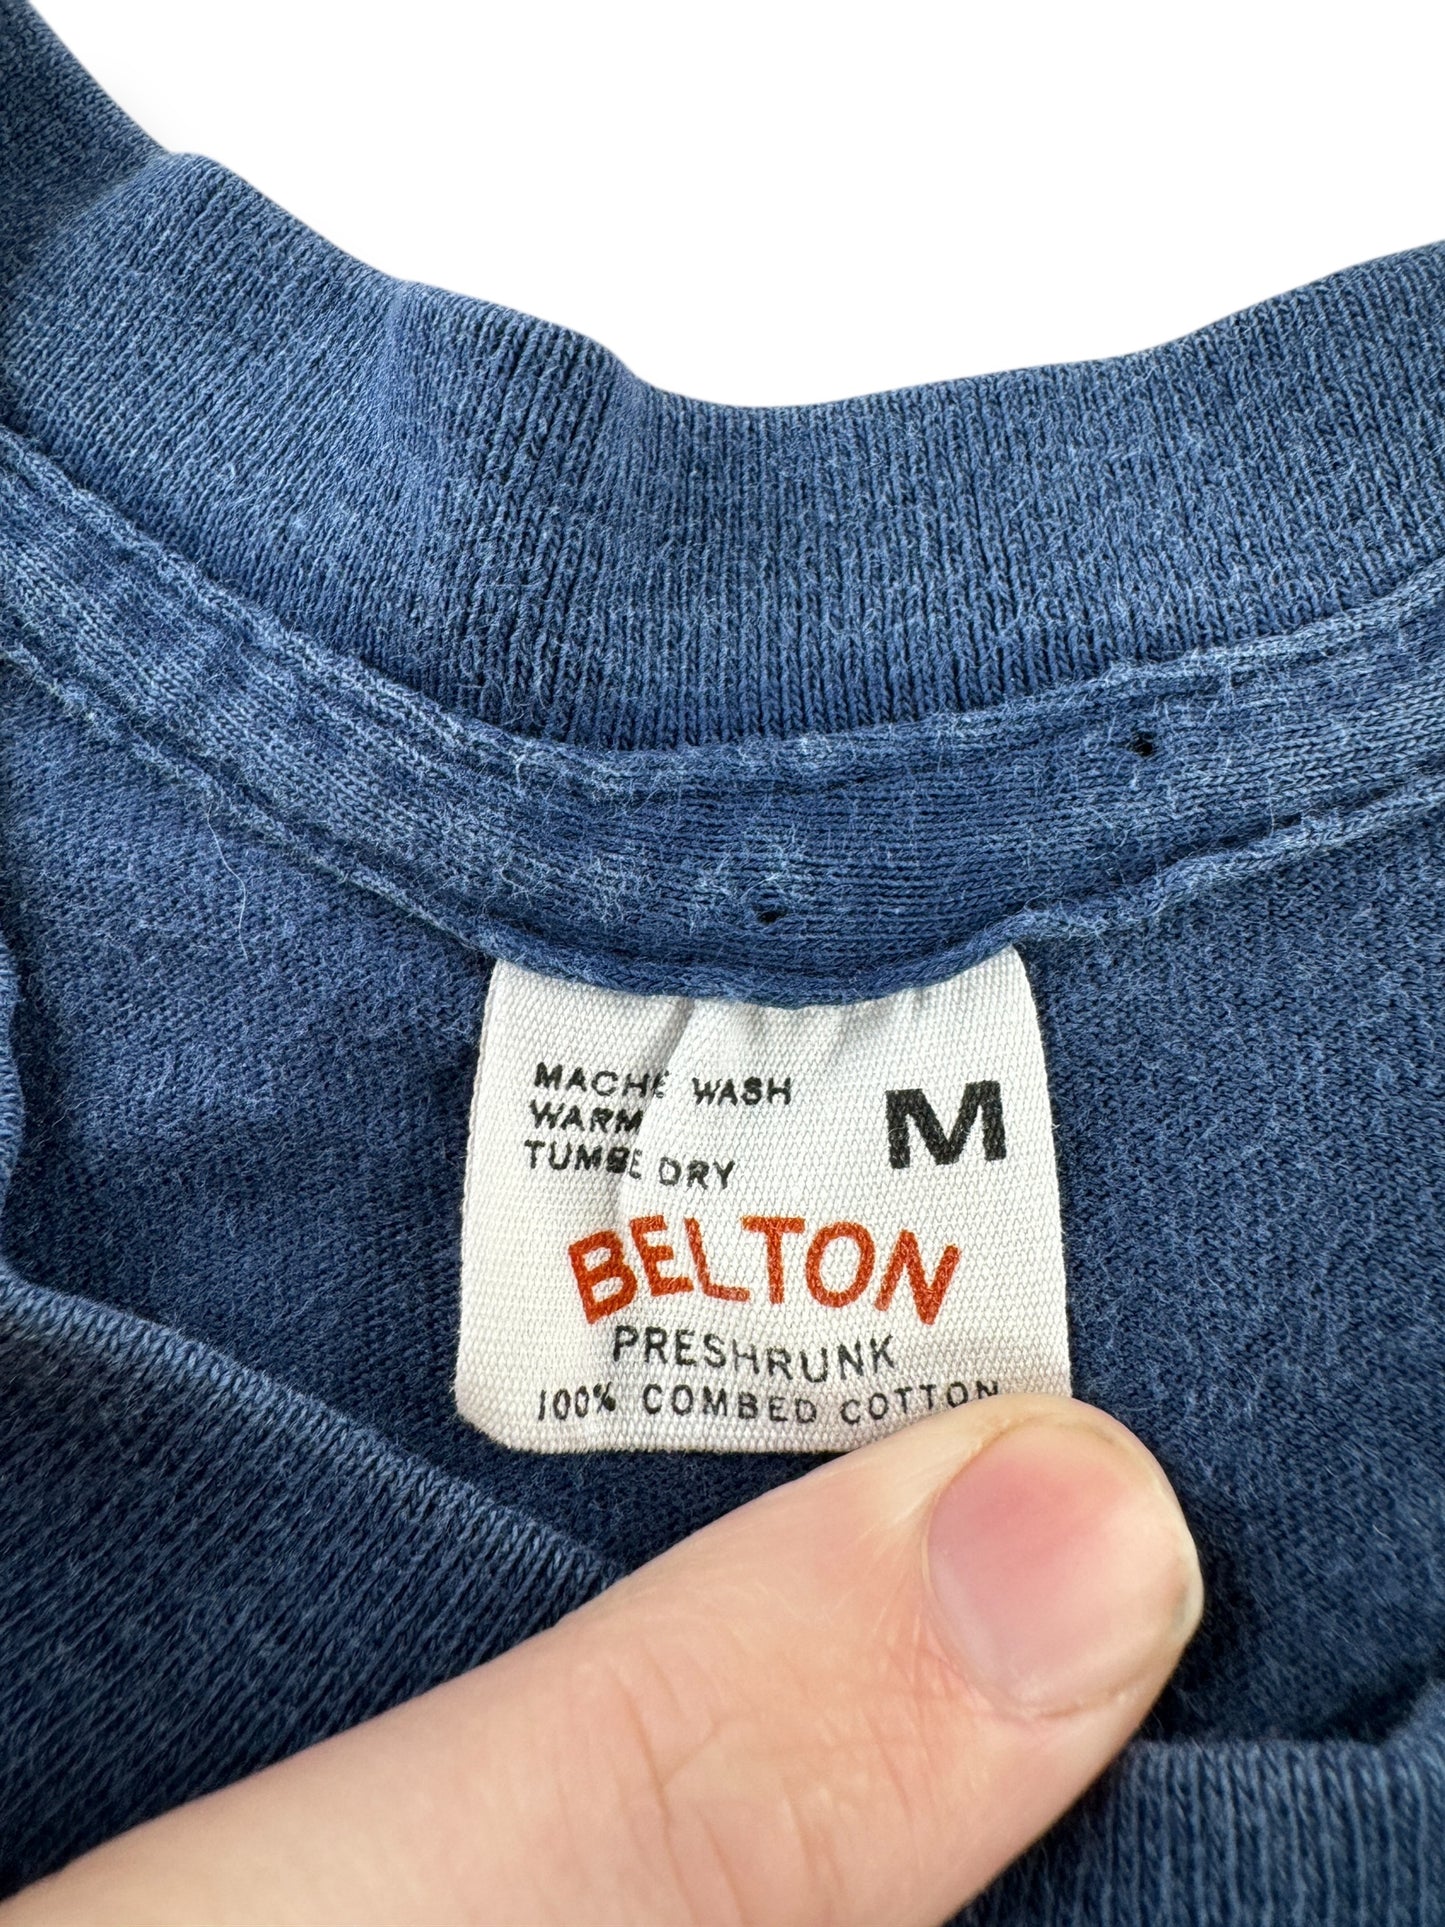 MACHE WASH
WARM
TUMBE DRY
M
BELTON
PRESHRUNK
100% COMBED COTTON